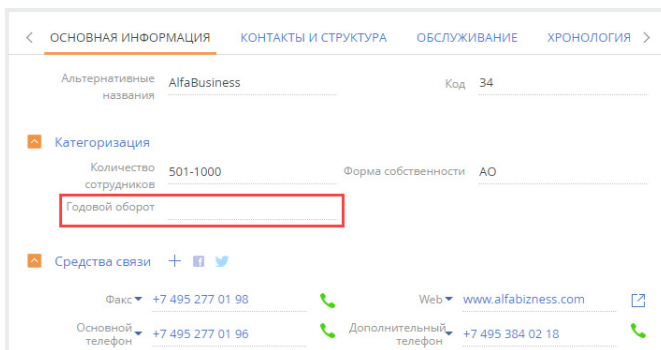 ОСНОВНАЯ ИНФОРМАЦИЯ КОНТАКТЫ И СТРУКТУРА ОБСЛУЖИВАНИЕ ХРОНОЛОГИЯ
Альтернативные названия AlfaBusiness Код 34
Категоризация
Количество сотрудников 501-1000 Форма собственности АО
Годовой оборот
Средства связи
Факс +7 495 277 01 98 Web www.alfabizness.com
Основной телефон +7 495 277 01 96 Дополнительный телефон +7 495 384 02 18